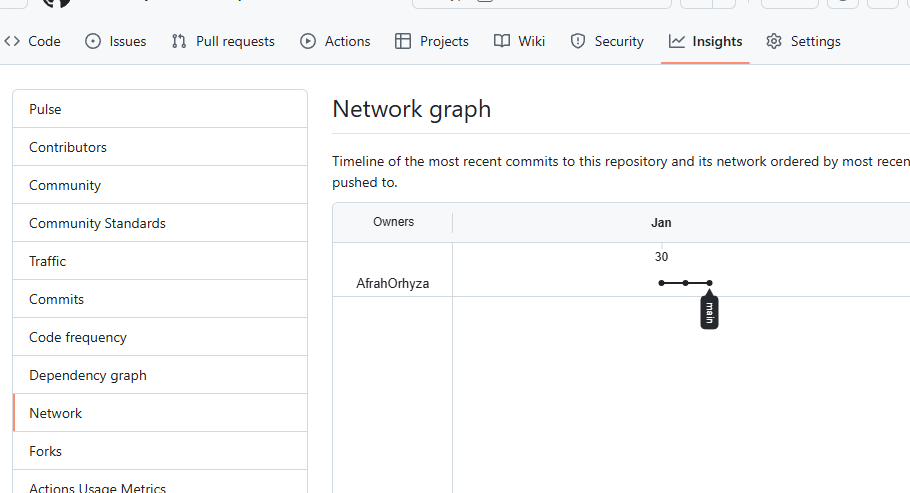 Code Issues Pull requests Actions Projects Wiki Security Insights Settings
Pulse
Contributors
Community
Community Standards
Traffic
Commits
Code frequency
Dependency graph
Network
Forks
Actions Usage Metrics
Network graph
Timeline of the most recent commits to this repository and its network ordered by most recen
pushed to.
Owners Jan
30
AfrahOrhyza
main